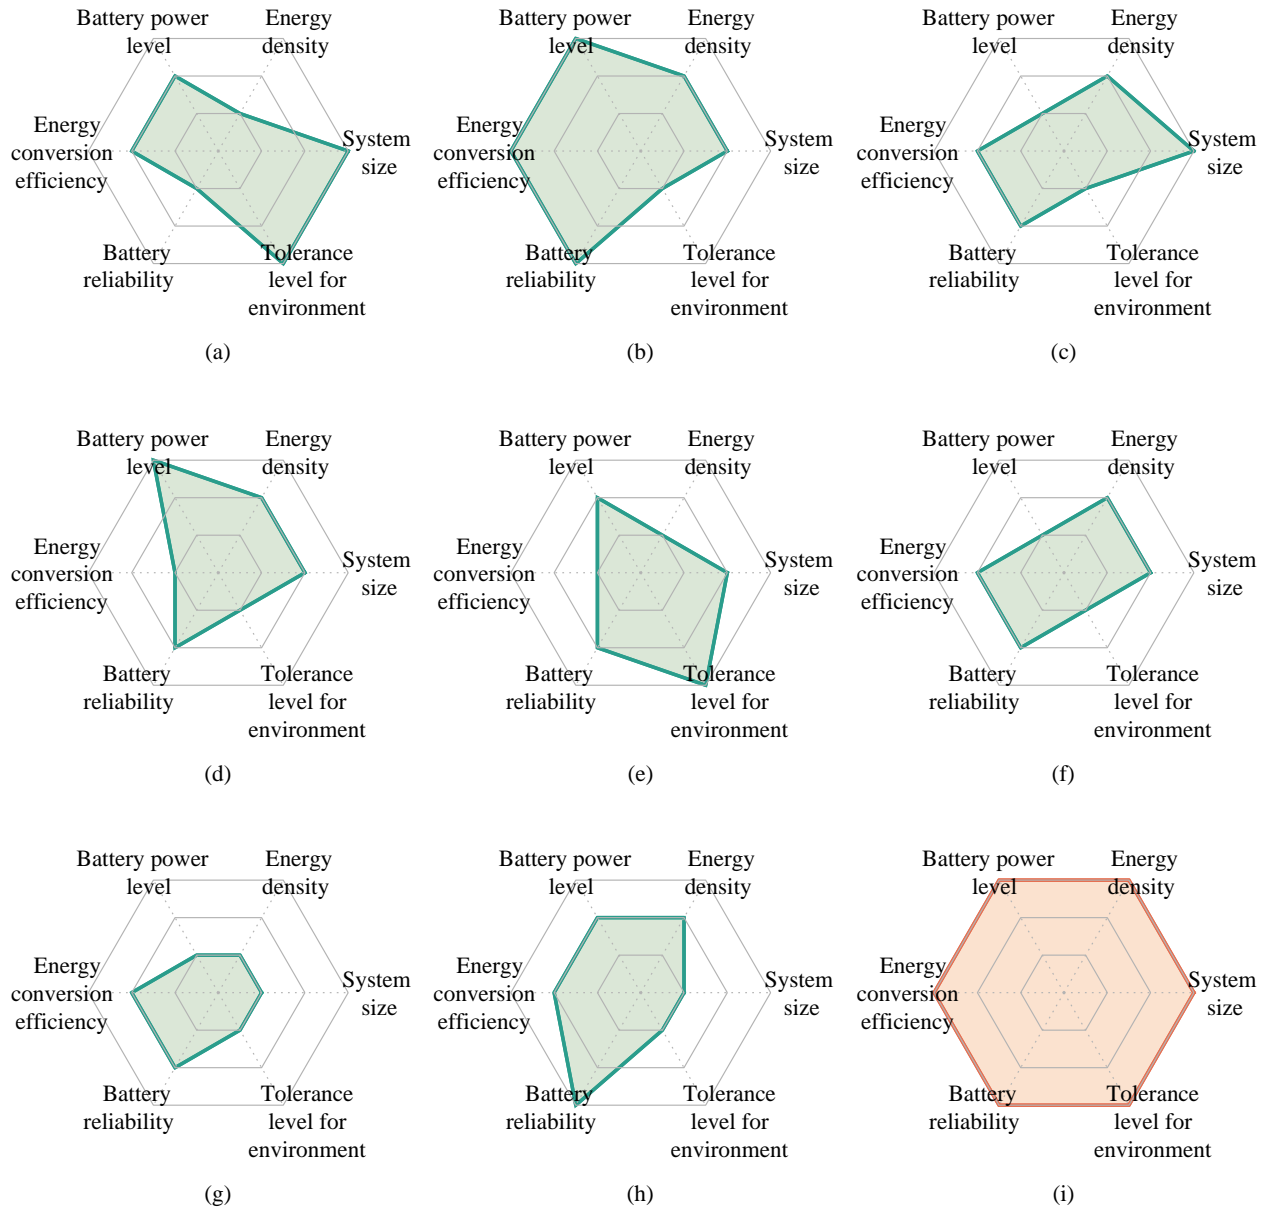 Battery power
level
Energy
density
Energy
conversion
efficiency
System
size
Battery
reliability
Tolerance
level for
environment
(a)
Battery power
level
Energy
density
Energy
conversion
efficiency
System
size
Battery
reliability
Tolerance
level for
environment
(b)
Battery power
level
Energy
density
Energy
conversion
efficiency
System
size
Battery
reliability
Tolerance
level for
environment
(c)
Battery power
level
Energy
density
Energy
conversion
efficiency
System
size
Battery
reliability
Tolerance
level for
environment
(d)
Battery power
level
Energy
density
Energy
conversion
efficiency
System
size
Battery
reliability
Tolerance
level for
environment
(e)
Battery power
level
Energy
density
Energy
conversion
efficiency
System
size
Battery
reliability
Tolerance
level for
environment
(f)
Battery power
level
Energy
density
Energy
conversion
efficiency
System
size
Battery
reliability
Tolerance
level for
environment
(g)
Battery power
level
Energy
density
Energy
conversion
efficiency
System
size
Battery
reliability
Tolerance
level for
environment
(h)
Battery power
level
Energy
density
Energy
conversion
efficiency
System
size
Battery
reliability
Tolerance
level for
environment
(i)